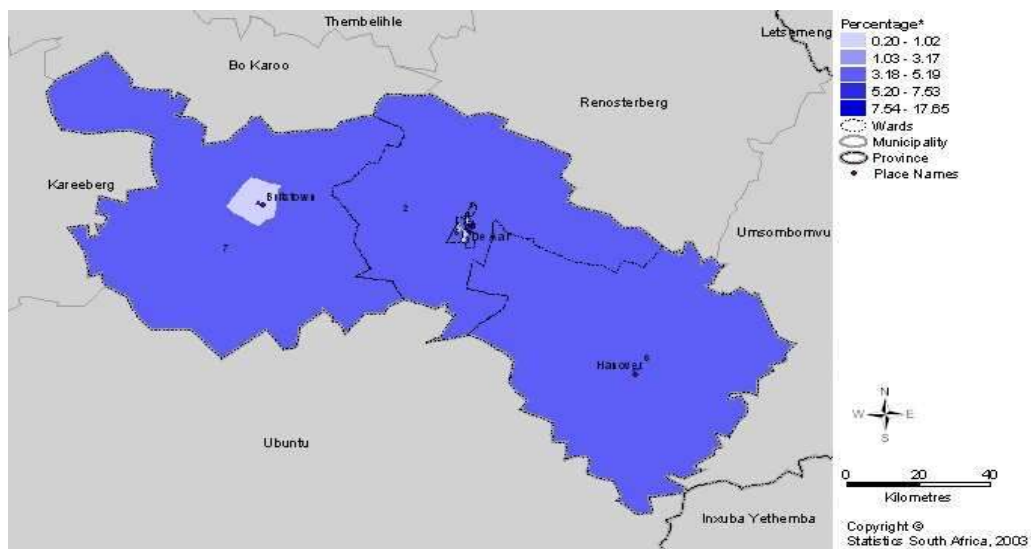 Thembelihle
Letsemeng
Bo Karoo
Renosterberg
Kareeberg
Britstown
2
De Aar
Umsombomvu
7
Hanover
6
Ubuntu
Inxuba Yethemba
Percentage*
0.20 - 1.02
1.03 - 3.17
3.18 - 5.19
5.20 - 7.53
7.54 - 17.65
Wards
Municipality
Province
Place Names
N
W E
S
0 20 40
Kilometres
Copyright ©
Statistics South Africa, 2003